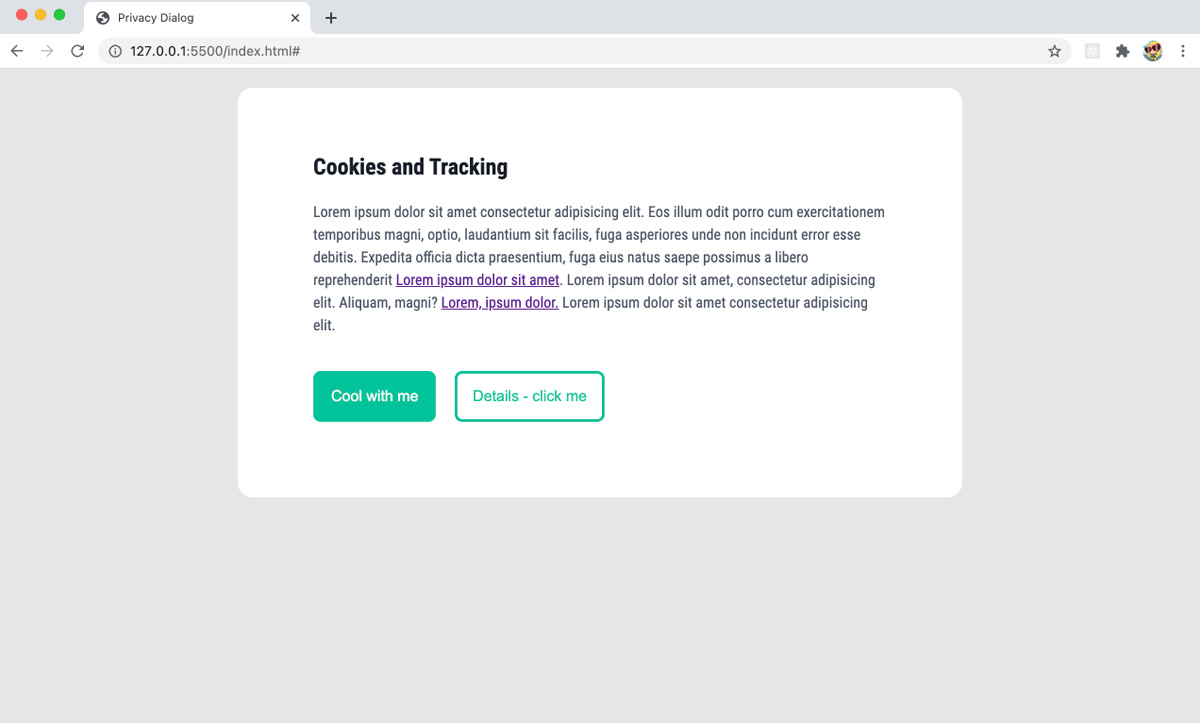 Privacy Dialog
127.0.0.1:5500/index.html#
Cookies and Tracking
Lorem ipsum dolor sit amet consectetur adipisicing elit. Eos illum odit porro cum exercitationem
temporibus magni, optio, laudantium sit facilis, fuga asperiores unde non incidunt error esse
debitis. Expedita officia dicta praesentium, fuga eius natus saepe possimus a libero
reprehenderit Lorem ipsum dolor sit amet. Lorem ipsum dolor sit amet, consectetur adipisicing
elit. Aliquam, magni? Lorem, ipsum dolor. Lorem ipsum dolor sit amet consectetur adipisicing
elit.
Cool with me
Details - click me